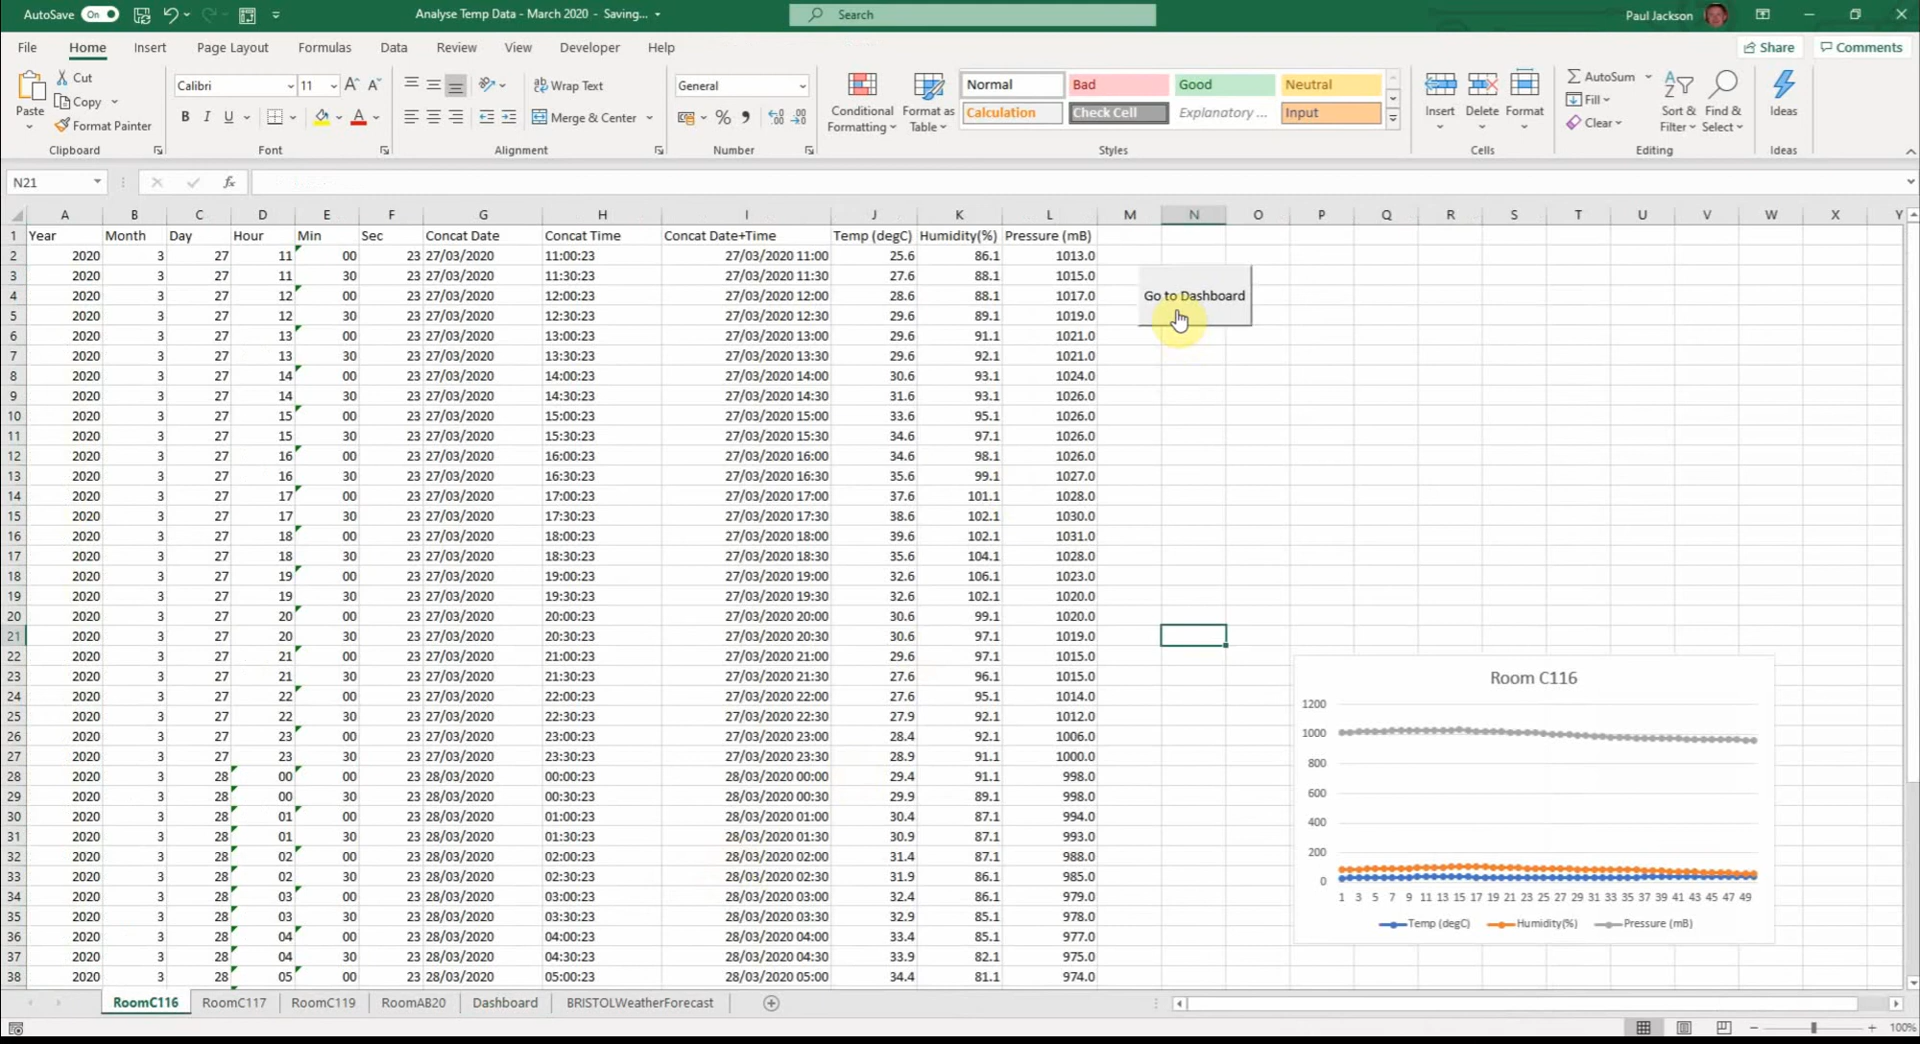 AutoSave On Analyse Temp Data - March 2020 - Saving... Search Paul Jackson
File Home Insert Page Layout Formulas Data Review View Developer Help Share Comments
Paste Cut Copy Format Painter
Calibri 11
B I U
Wrap Text
Merge & Center
General
% ,
Conditional Formatting Format as Table
Normal Bad Good Neutral
Calculation Check Cell Explanatory ... Input
Insert Delete Format
AutoSum Fill Clear
Sort & Filter Find & Select Ideas
Clipboard Font Alignment Number Styles Cells Editing Ideas
N21 fx
A B C D E F G H I J K L M N O P Q R S T U V W X Y
1 Year Month Day Hour Min Sec Concat Date Concat Time Concat Date+Time Temp (degC) Humidity(%) Pressure (mB)
2 2020 3 27 11 00 23 27/03/2020 11:00:23 27/03/2020 11:00 25.6 86.1 1013.0
3 2020 3 27 11 30 23 27/03/2020 11:30:23 27/03/2020 11:30 27.6 88.1 1015.0
4 2020 3 27 12 00 23 27/03/2020 12:00:23 27/03/2020 12:00 28.6 88.1 1017.0
Go to Dashboard
5 2020 3 27 12 30 23 27/03/2020 12:30:23 27/03/2020 12:30 29.6 89.1 1019.0
6 2020 3 27 13 00 23 27/03/2020 13:00:23 27/03/2020 13:00 29.6 91.1 1021.0
7 2020 3 27 13 30 23 27/03/2020 13:30:23 27/03/2020 13:30 29.6 92.1 1021.0
8 2020 3 27 14 00 23 27/03/2020 14:00:23 27/03/2020 14:00 30.6 93.1 1024.0
9 2020 3 27 14 30 23 27/03/2020 14:30:23 27/03/2020 14:30 31.6 93.1 1026.0
10 2020 3 27 15 00 23 27/03/2020 15:00:23 27/03/2020 15:00 33.6 95.1 1026.0
11 2020 3 27 15 30 23 27/03/2020 15:30:23 27/03/2020 15:30 34.6 97.1 1026.0
12 2020 3 27 16 00 23 27/03/2020 16:00:23 27/03/2020 16:00 34.6 98.1 1026.0
13 2020 3 27 16 30 23 27/03/2020 16:30:23 27/03/2020 16:30 35.6 99.1 1027.0
14 2020 3 27 17 00 23 27/03/2020 17:00:23 27/03/2020 17:00 37.6 101.1 1028.0
15 2020 3 27 17 30 23 27/03/2020 17:30:23 27/03/2020 17:30 38.6 102.1 1030.0
16 2020 3 27 18 00 23 27/03/2020 18:00:23 27/03/2020 18:00 39.6 102.1 1031.0
17 2020 3 27 18 30 23 27/03/2020 18:30:23 27/03/2020 18:30 35.6 104.1 1028.0
18 2020 3 27 19 00 23 27/03/2020 19:00:23 27/03/2020 19:00 32.6 106.1 1023.0
19 2020 3 27 19 30 23 27/03/2020 19:30:23 27/03/2020 19:30 32.6 102.1 1020.0
20 2020 3 27 20 00 23 27/03/2020 20:00:23 27/03/2020 20:00 30.6 99.1 1020.0
21 2020 3 27 20 30 23 27/03/2020 20:30:23 27/03/2020 20:30 30.6 97.1 1019.0
22 2020 3 27 21 00 23 27/03/2020 21:00:23 27/03/2020 21:00 29.6 97.1 1015.0
23 2020 3 27 21 30 23 27/03/2020 21:30:23 27/03/2020 21:30 27.6 96.1 1015.0
24 2020 3 27 22 00 23 27/03/2020 22:00:23 27/03/2020 22:00 27.6 95.1 1014.0
25 2020 3 27 22 30 23 27/03/2020 22:30:23 27/03/2020 22:30 27.9 92.1 1012.0
26 2020 3 27 23 00 23 27/03/2020 23:00:23 27/03/2020 23:00 28.4 92.1 1006.0
27 2020 3 27 23 30 23 27/03/2020 23:30:23 27/03/2020 23:30 28.9 91.1 1000.0
28 2020 3 28 00 00 23 28/03/2020 00:00:23 28/03/2020 00:00 29.4 91.1 998.0
29 2020 3 28 00 30 23 28/03/2020 00:30:23 28/03/2020 00:30 29.9 89.1 998.0
30 2020 3 28 01 00 23 28/03/2020 01:00:23 28/03/2020 01:00 30.4 87.1 994.0
31 2020 3 28 01 30 23 28/03/2020 01:30:23 28/03/2020 01:30 30.9 87.1 993.0
32 2020 3 28 02 00 23 28/03/2020 02:00:23 28/03/2020 02:00 31.4 87.1 988.0
33 2020 3 28 02 30 23 28/03/2020 02:30:23 28/03/2020 02:30 31.9 86.1 985.0
34 2020 3 28 03 00 23 28/03/2020 03:00:23 28/03/2020 03:00 32.4 86.1 979.0
35 2020 3 28 03 30 23 28/03/2020 03:30:23 28/03/2020 03:30 32.9 85.1 978.0
36 2020 3 28 04 00 23 28/03/2020 04:00:23 28/03/2020 04:00 33.4 85.1 977.0
37 2020 3 28 04 30 23 28/03/2020 04:30:23 28/03/2020 04:30 33.9 82.1 975.0
38 2020 3 28 05 00 23 28/03/2020 05:00:23 28/03/2020 05:00 34.4 81.1 974.0
Room C116
1200
1000
800
600
400
200
0
1 3 5 7 9 11 13 15 17 19 21 23 25 27 29 31 33 35 37 39 41 43 45 47 49
Temp (degC) Humidity(%) Pressure (mB)
RoomC116 RoomC117 RoomC119 RoomAB20 Dashboard BRISTOLWeatherForecast
100%